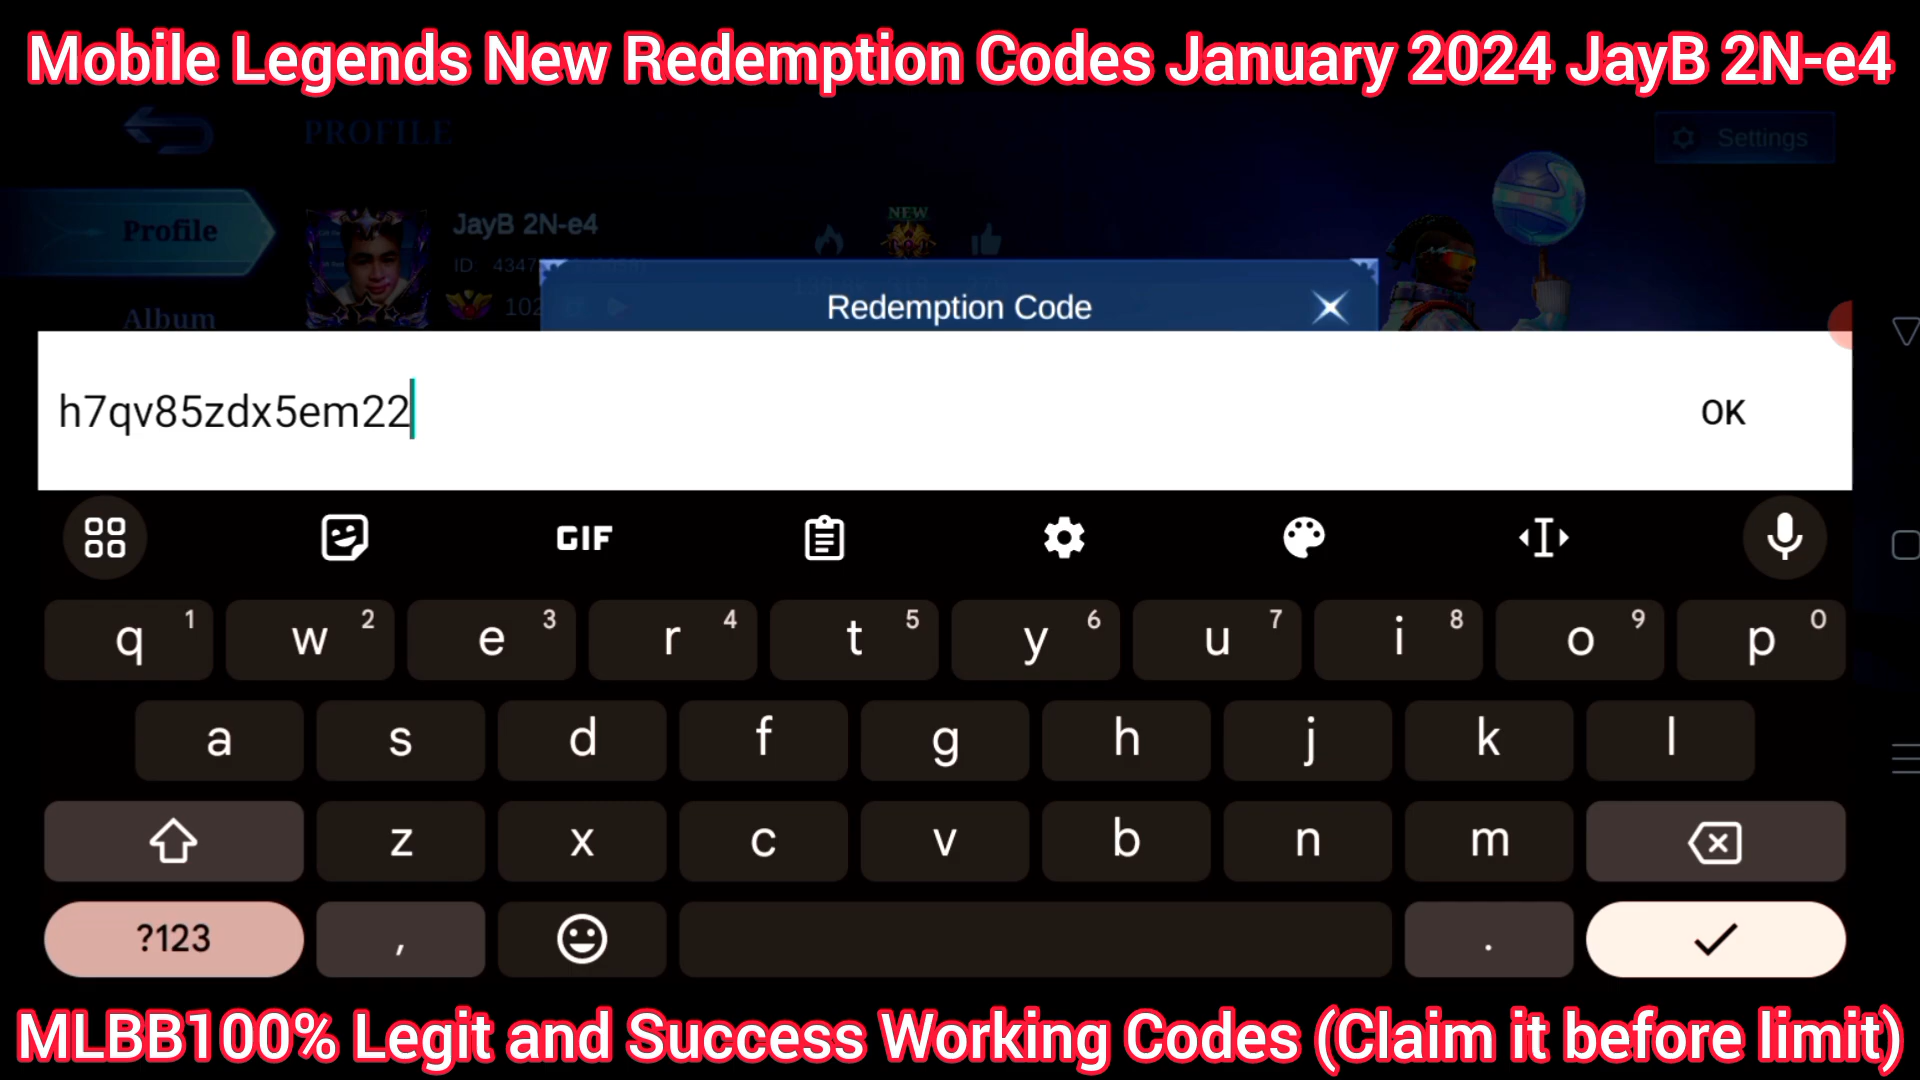 Mobile Legends New Redemption Codes January 2024 JayB 2N-e4
PROFILE
Settings
Profile
JayB 2N-e4
NEW
ID:
102
Album
Redemption Code
h7qv85zdx5em22
OK
GIF
q 1 w 2 e 3 r 4 t 5 y 6 u 7 i 8 o 9 p 0
a s d f g h j k l
z x c v b n m
?123 , .
MLBB100% Legit and Success Working Codes (Claim it before limit)